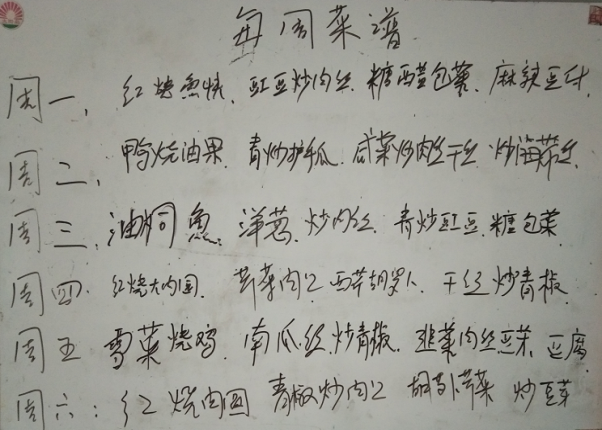 每周菜谱
周一、红烧鱼块、豇豆炒肉丝、糖醋包菜、麻辣豆什
周二、鸭子烧油果、青炒护瓜、咸菜炒肉丝干丝、炒海带丝
周三、油焖鱼、洋葱、炒肉丝、青炒豇豆、糖包菜
周四、红烧大肉圆、芹菜肉、西芹胡萝卜、干丝炒青椒
周五 雪菜烧鸡、南瓜丝炒青椒、韭菜肉丝豆芽、豆腐
周六：红烧肉圆 青椒炒肉 胡萝卜芹菜 炒豆芽